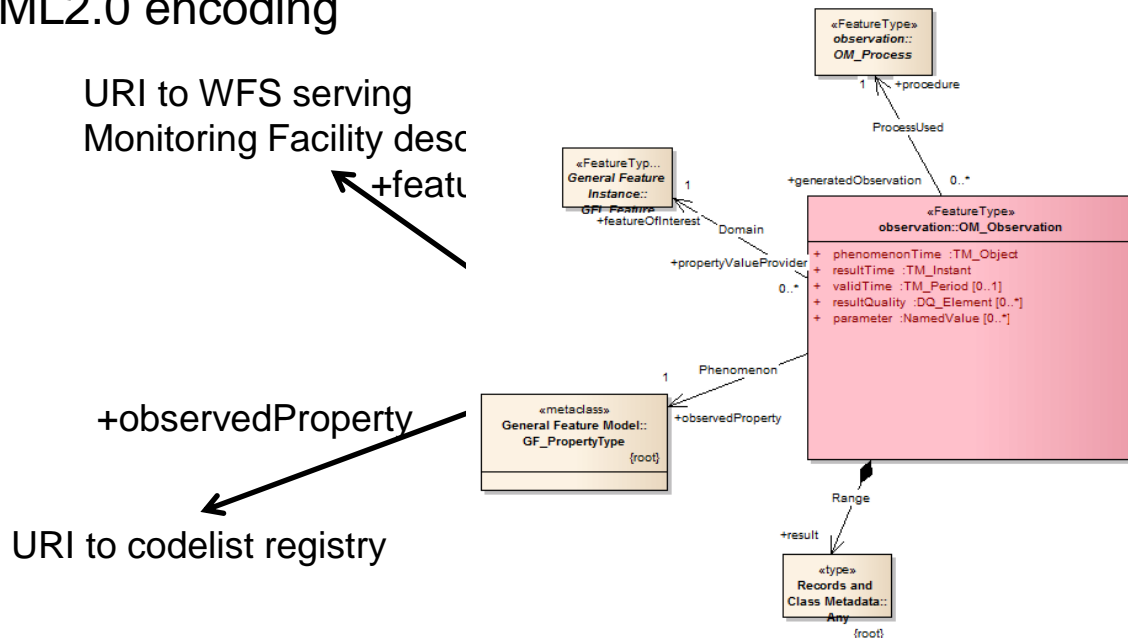 ML2.0 encoding
URI to WFS serving
Monitoring Facility desc
+featu
+observedProperty
URI to codelist registry
«FeatureType»
observation::
OM_Process
1
+procedure
ProcessUsed
+generatedObservation 0..*
«FeatureTyp...
General Feature
Instance::
GFI_Feature
1
+featureOfInterest
Domain
+propertyValueProvider
0..*
«FeatureType»
observation::OM_Observation
+ phenomenonTime :TM_Object
+ resultTime :TM_Instant
+ validTime :TM_Period [0..1]
+ resultQuality :DQ_Element [0..*]
+ parameter :NamedValue [0..*]
Phenomenon
1
+observedProperty
«metaclass»
General Feature Model::
GF_PropertyType
{root}
Range
+result
«type»
Records and
Class Metadata::
Any
{root}